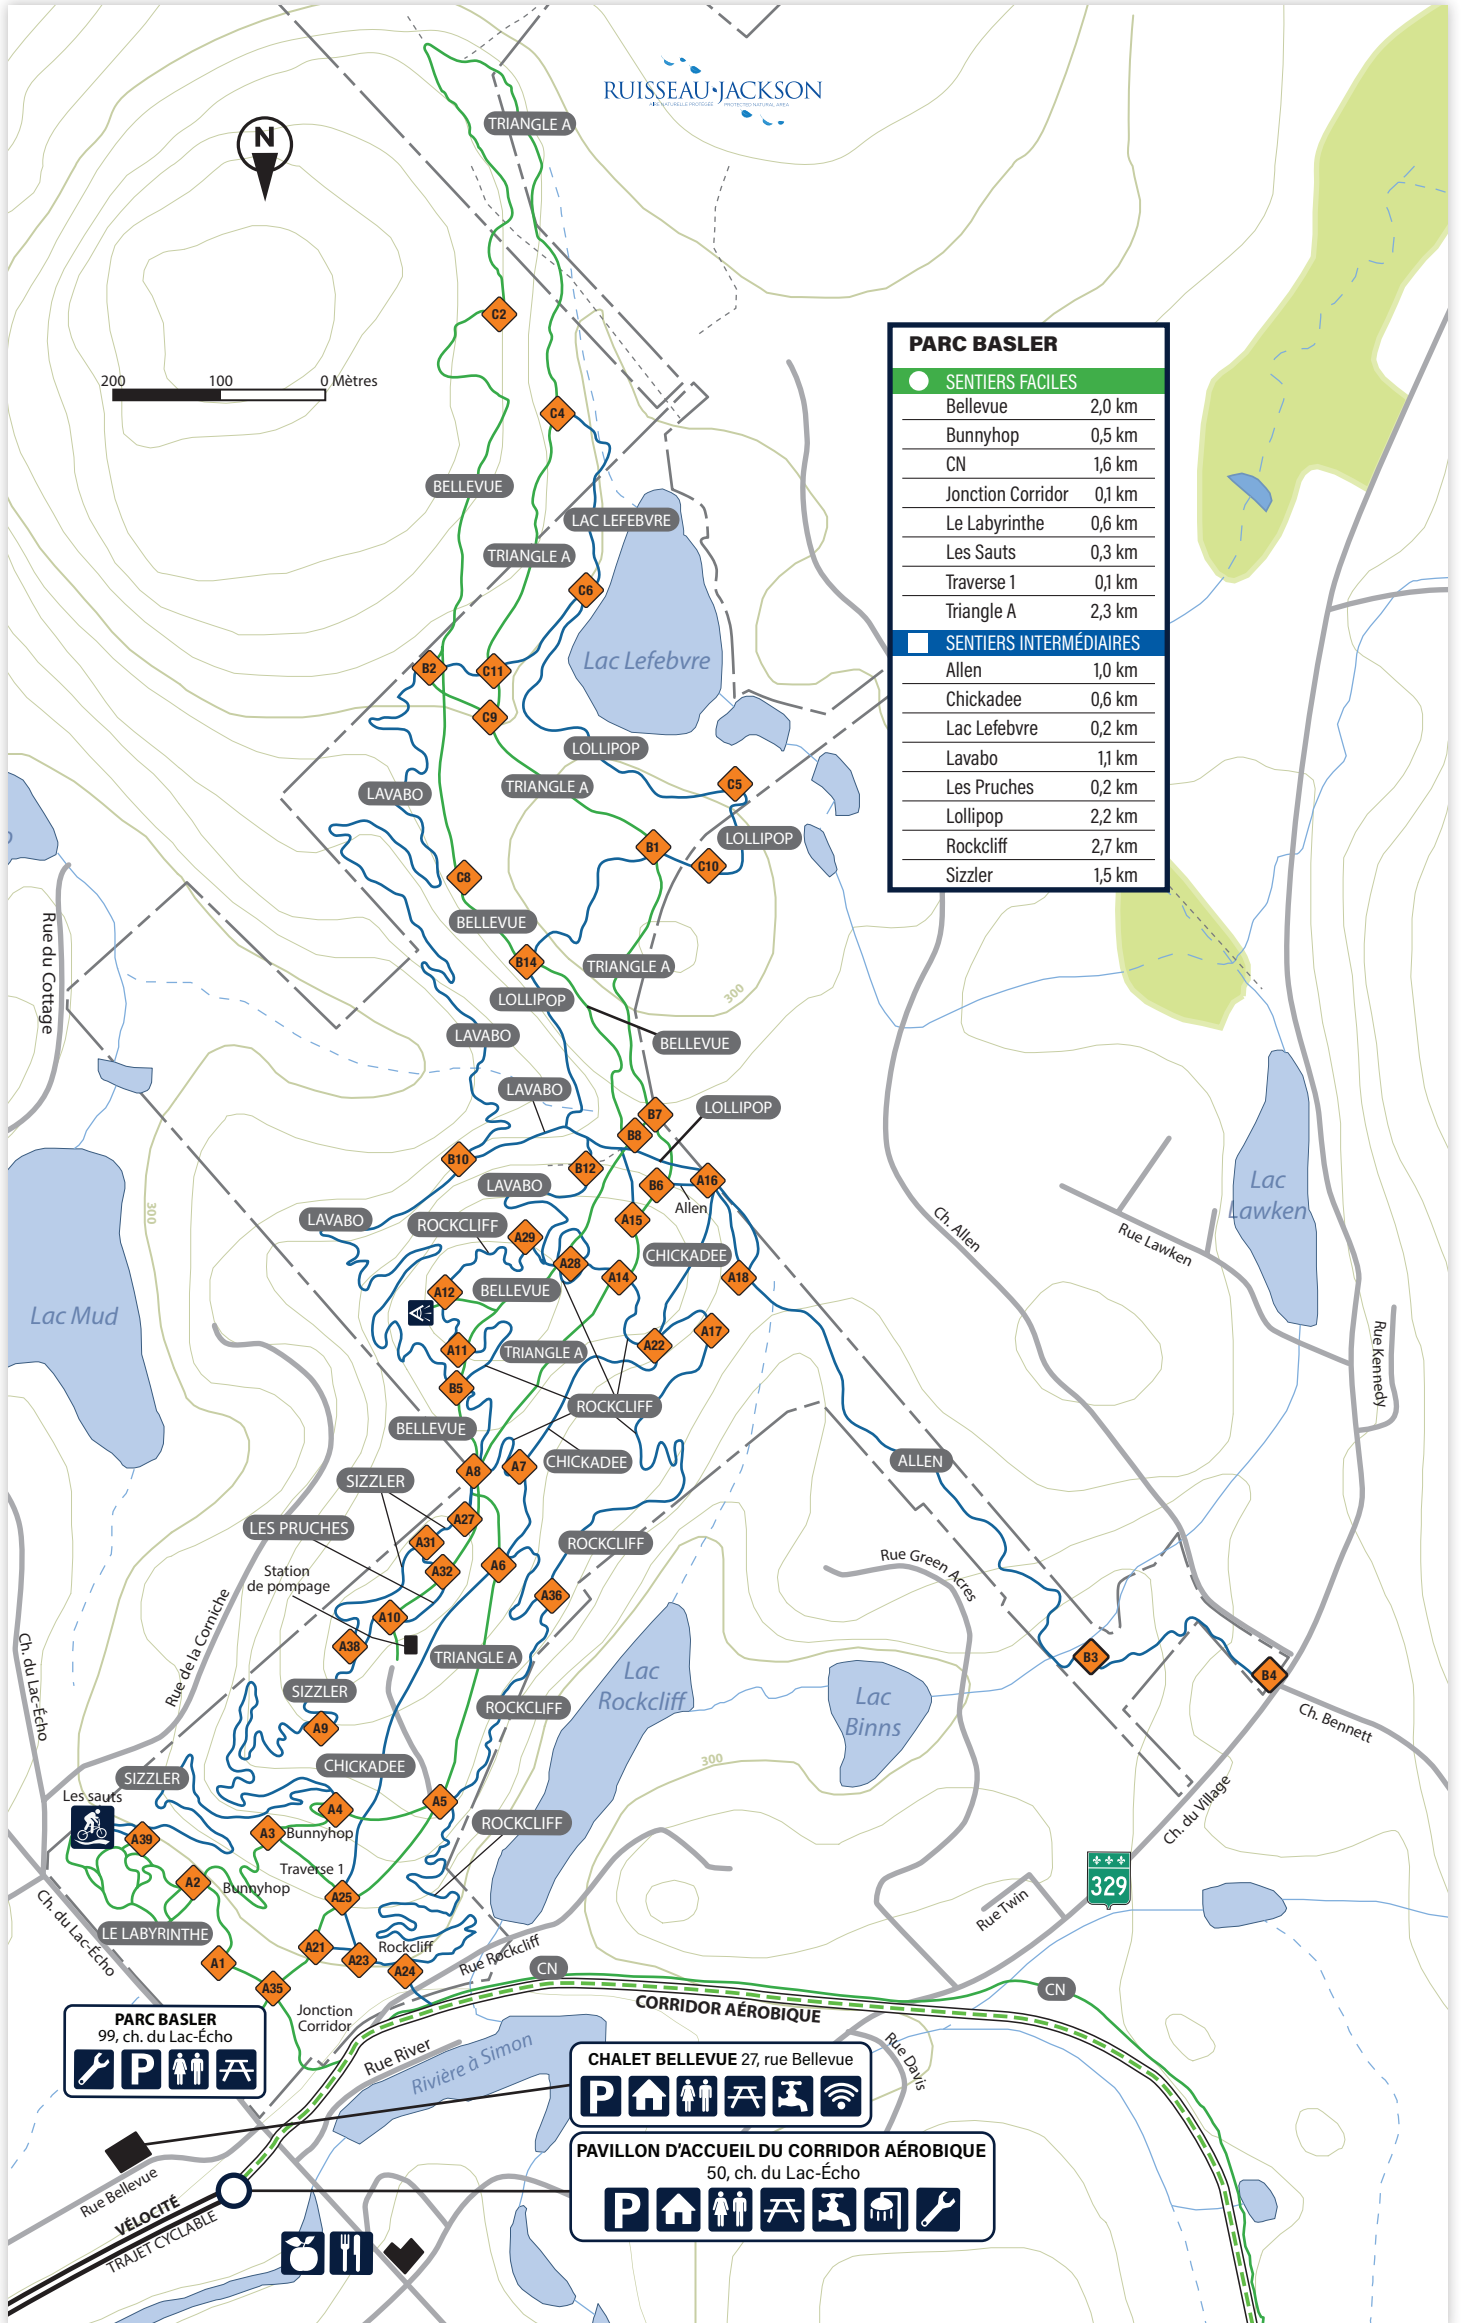 RUISSEAU·JACKSON
AIRE NATURELLE PROTÉGÉE PROTECTED NATURAL AREA
TRIANGLE A
N
C2
200 100 0 Mètres
C4
BELLEVUE
LAC LEFEBVRE
TRIANGLE A
C6
Lac Lefebvre
B2
C11
C9
LOLLIPOP
TRIANGLE A
LAVABO
C5
LOLLIPOP
B1
C10
C8
BELLEVUE
B14
TRIANGLE A
LOLLIPOP
300
LAVABO
BELLEVUE
Rue du Cottage
LAVABO
LOLLIPOP
B7
B8
B10
B12
A16
B6
LAVABO
Allen
LAVABO
ROCKCLIFF
A15
A29
CHICKADEE
A28
A14
A18
300
A12
BELLEVUE
Lac Mud
A17
A11
TRIANGLE A
A22
B5
ROCKCLIFF
BELLEVUE
CHICKADEE
A8
A7
SIZZLER
ALLEN
A27
LES PRUCHES
A31
ROCKCLIFF
A32
A6
Station
de pompage
A36
A10
A38
TRIANGLE A
Rue de la Corniche
Ch. du Lac-Écho
SIZZLER
ROCKCLIFF
A9
Lac
Rockcliff
Lac
Binns
300
CHICKADEE
SIZZLER
Les sauts
A4
A5
A39
A3
Bunnyhop
ROCKCLIFF
Traverse 1
A2
Bunnyhop
A25
LE LABYRINTHE
A21
Rockcliff
A1
A23
A24
A35
Rue Rockcliff
Ch. du Lac-Écho
Jonction
Corridor
CN
CN
CORRIDOR AÉROBIQUE
Rue River
Rivière à Simon
Rue Davis
PARC BASLER
SENTIERS FACILES
Bellevue 2,0 km
Bunnyhop 0,5 km
CN 1,6 km
Jonction Corridor 0,1 km
Le Labyrinthe 0,6 km
Les Sauts 0,3 km
Traverse 1 0,1 km
Triangle A 2,3 km
SENTIERS INTERMÉDIAIRES
Allen 1,0 km
Chickadee 0,6 km
Lac Lefebvre 0,2 km
Lavabo 1,1 km
Les Pruches 0,2 km
Lollipop 2,2 km
Rockcliff 2,7 km
Sizzler 1,5 km
Lac
Lawken
Ch. Allen
Rue Lawken
Rue Kennedy
Rue Green Acres
B3
B4
Ch. Bennett
Ch. du Village
329
Rue Twin
PARC BASLER
99, ch. du Lac-Écho
P
CHALET BELLEVUE 27, rue Bellevue
P
PAVILLON D'ACCUEIL DU CORRIDOR AÉROBIQUE
50, ch. du Lac-Écho
P
Rue Bellevue
VÉLOCITÉ
TRAJET CYCLABLE